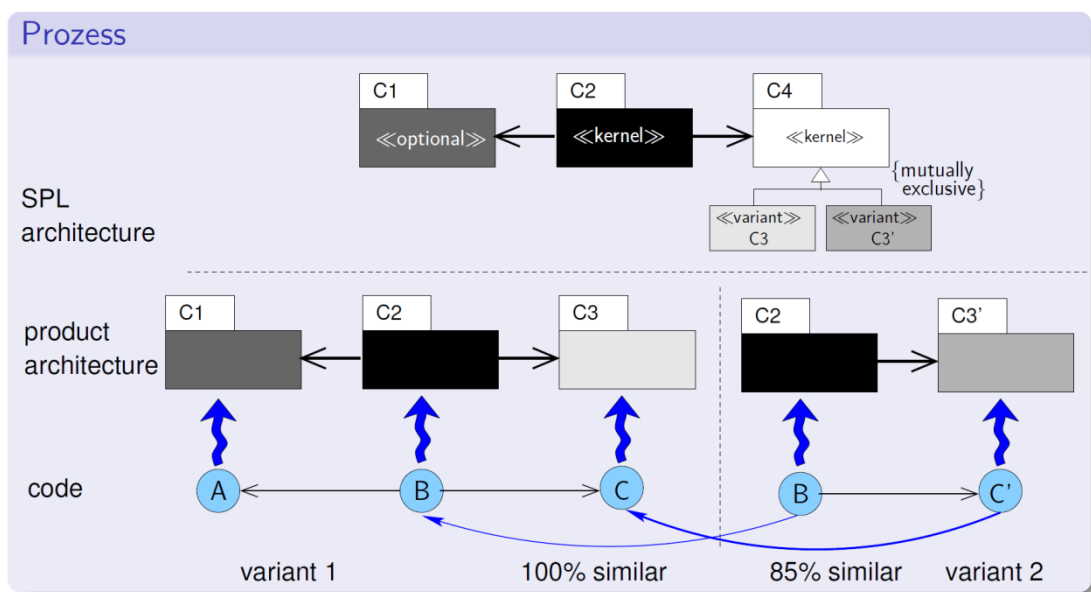 Prozess
C1
C2
C4
≪optional≫
≪kernel≫
≪kernel≫
{mutually
exclusive}
SPL
architecture
≪variant≫
C3
≪variant≫
C3'
C1
C2
C3
C2
C3'
product
architecture
code
A
B
C
B
C'
variant 1
100% similar
85% similar
variant 2